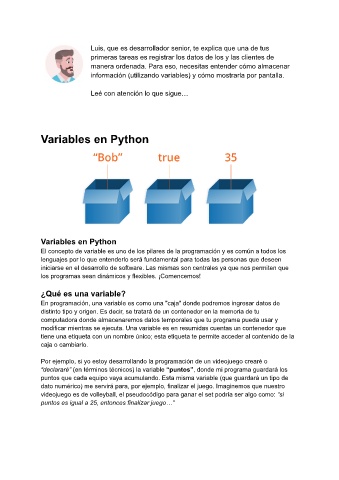 Luis, que es desarrollador senior, te explica que una de tus
primeras tareas es registrar los datos de los y las clientes de
manera ordenada. Para eso, necesitas entender cómo almacenar
información (utilizando variables) y cómo mostrarla por pantalla.
Leé con atención lo que sigue…
Variables en Python
“Bob” true 35
Variables en Python
El concepto de variable es uno de los pilares de la programación y es común a todos los
lenguajes por lo que entenderlo será fundamental para todas las personas que deseen
iniciarse en el desarrollo de software. Las mismas son centrales ya que nos permiten que
los programas sean dinámicos y flexibles. ¡Comencemos!
¿Qué es una variable?
En programación, una variable es como una "caja" donde podremos ingresar datos de
distinto tipo y origen. Es decir, se tratará de un contenedor en la memoria de tu
computadora donde almacenaremos datos temporales que tu programa pueda usar y
modificar mientras se ejecuta. Una variable es en resumidas cuentas un contenedor que
tiene una etiqueta con un nombre único; esta etiqueta te permite acceder al contenido de la
caja o cambiarlo.
Por ejemplo, si yo estoy desarrollando la programación de un videojuego crearé o
“declararé” (en términos técnicos) la variable “puntos”, donde mi programa guardará los
puntos que cada equipo vaya acumulando. Esta misma variable (que guardará un tipo de
dato numérico) me servirá para, por ejemplo, finalizar el juego. Imaginemos que nuestro
videojuego es de volleyball, el pseudocódigo para ganar el set podría ser algo como: “si
puntos es igual a 25, entonces finalizar juego…”